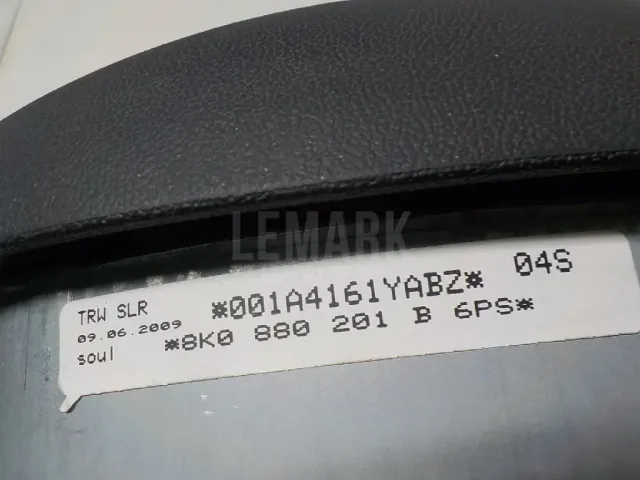 LEMARK
TRW SLR *001A4161YABZ* 04S
09.06.2009
soul *8K0 880 201 B 6PS*